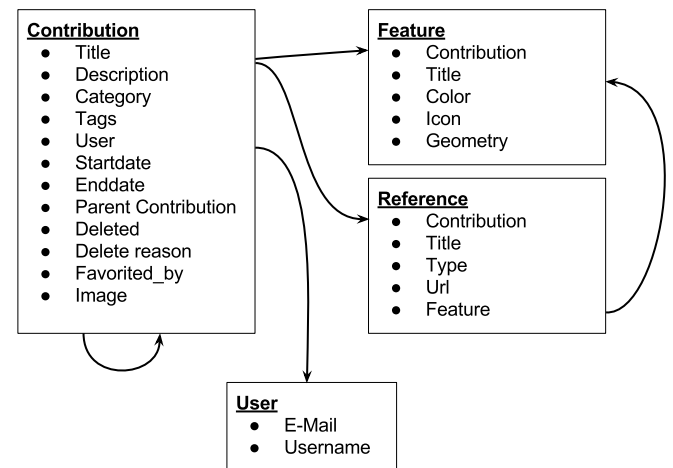 Contribution
● Title
● Description
● Category
● Tags
● User
● Startdate
● Enddate
● Parent Contribution
● Deleted
● Delete reason
● Favorited_by
● Image
Feature
● Contribution
● Title
● Color
● Icon
● Geometry
Reference
● Contribution
● Title
● Type
● Url
● Feature
User
● E-Mail
● Username